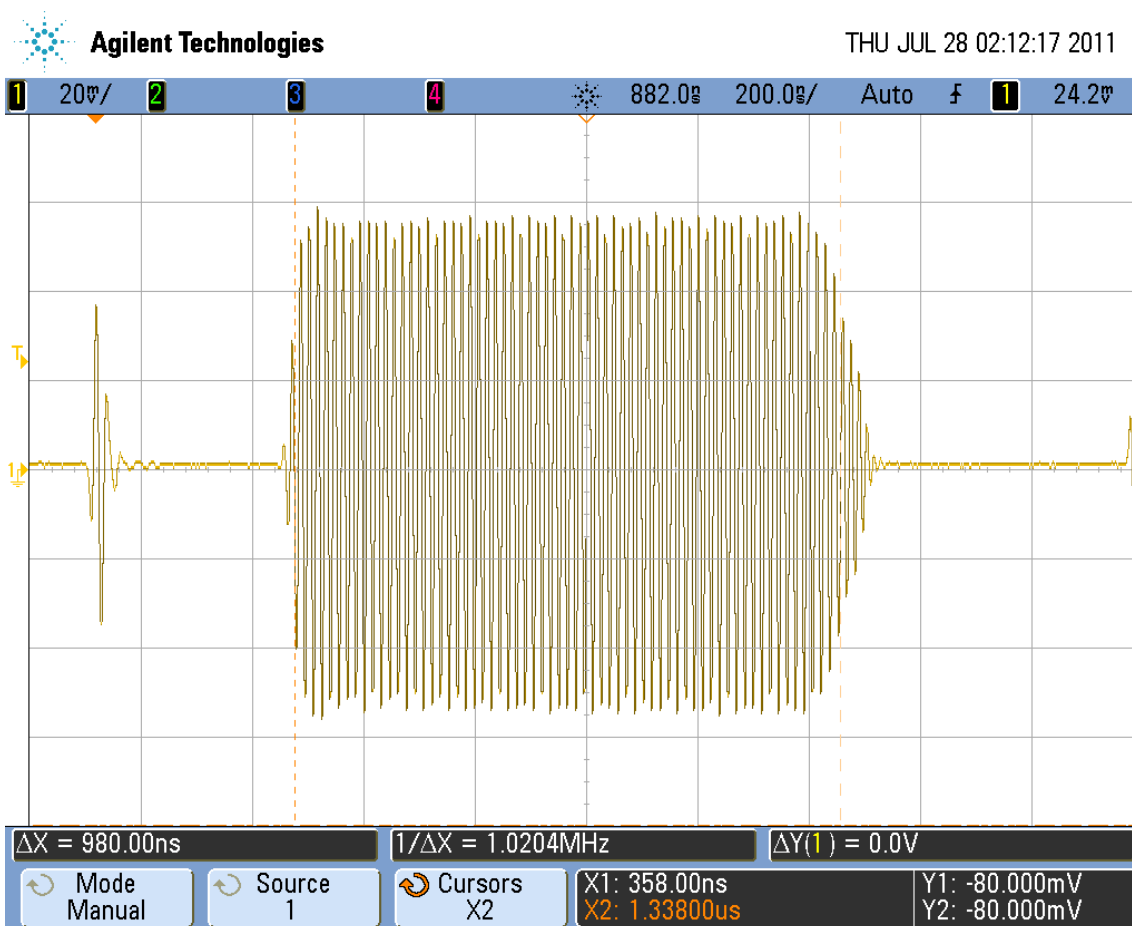 Agilent Technologies THU JUL 28 02:12:17 2011
1 20mV/ 2 3 4 882.0ns 200.0ns/ Auto 1 24.2mV
T
1
ΔX = 980.00ns 1/ΔX = 1.0204MHz ΔY(1) = 0.0V
Mode Source Cursors X1: 358.00ns Y1: -80.000mV
Manual 1 X2 X2: 1.33800us Y2: -80.000mV